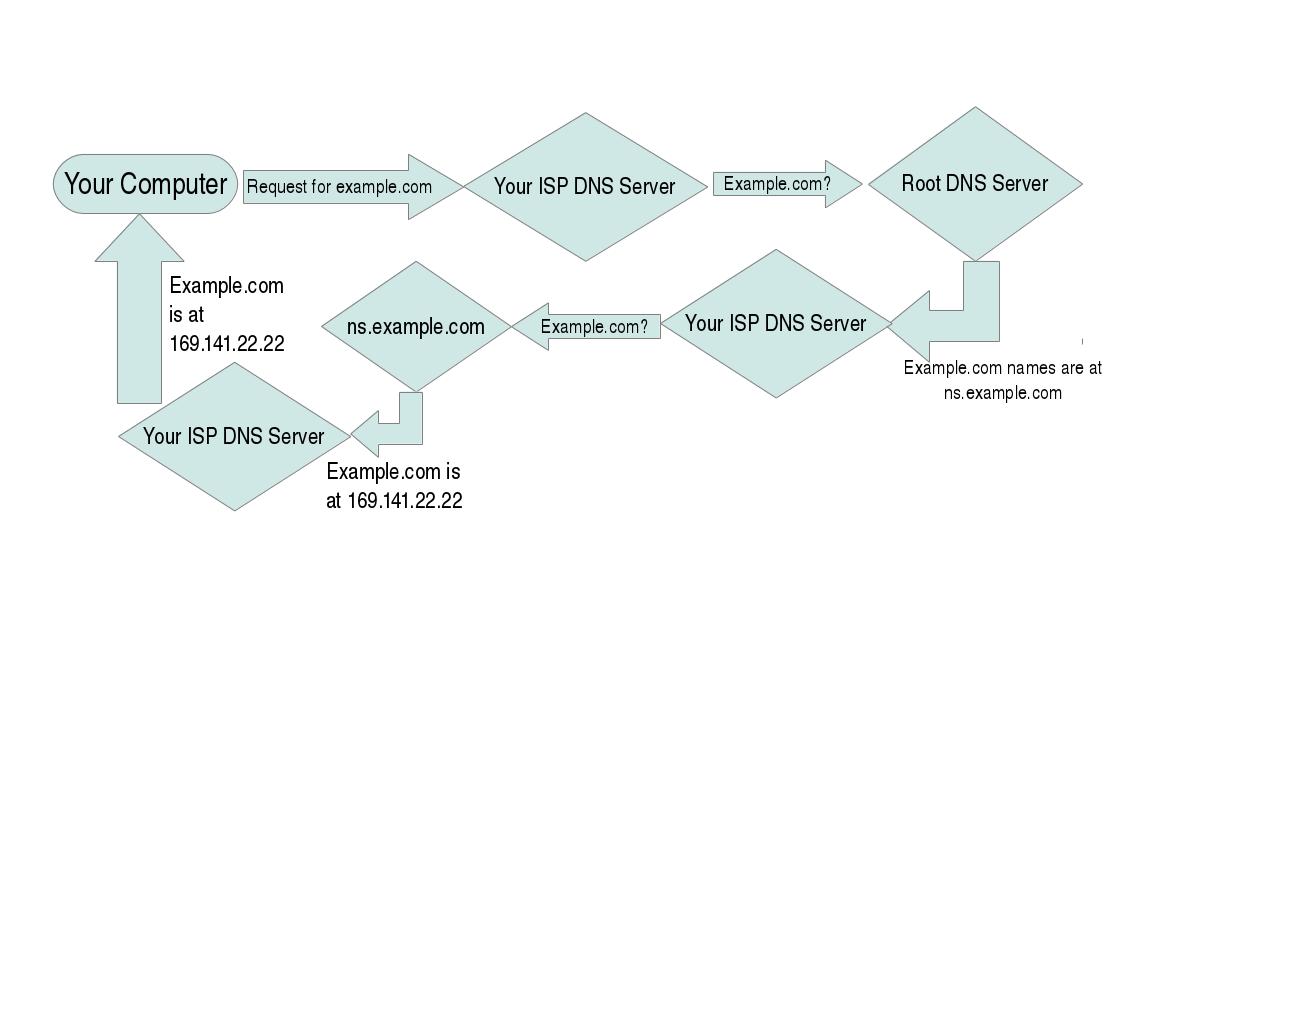 Your Computer
Request for example.com
Your ISP DNS Server
Example.com?
Root DNS Server
Example.com names are at
ns.example.com
Your ISP DNS Server
Example.com?
ns.example.com
Example.com is
at 169.141.22.22
Your ISP DNS Server
Example.com
is at
169.141.22.22